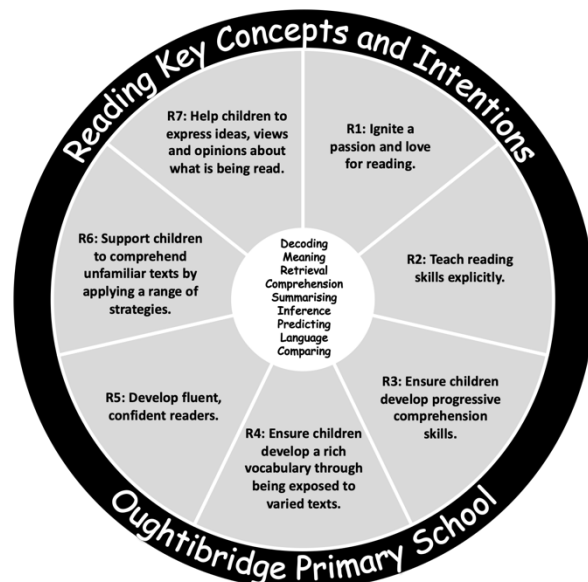 Reading Key Concepts and Intentions
R1: Ignite
a passion and love
for reading.
R2: Teach reading
skills explicitly.
R3: Ensure children
develop progressive
comprehension
skills.
R4: Ensure children
develop a rich
vocabulary through
being exposed to
varied texts.
R5: Develop fluent,
confident readers.
R6: Support children
to comprehend
unfamiliar texts by
applying a range of
strategies.
R7: Help children to
express ideas, views
and opinions about
what is being read.
Decoding
Meaning
Retrieval
Comprehension
Summarising
Inference
Predicting
Language
Comparing
Oughtibridge Primary School